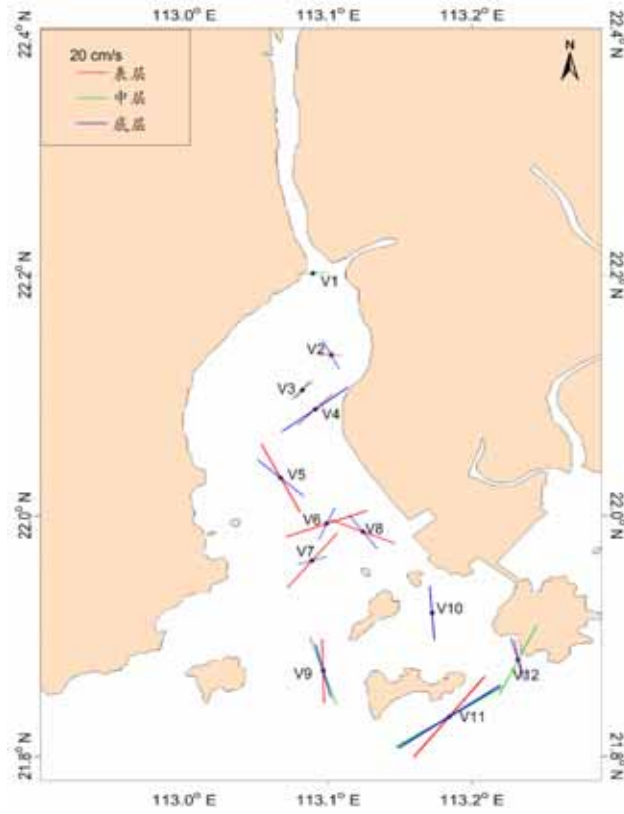 113.0° E 113.1° E 113.2° E
22.4° N 22.4° N
20 cm/s
表层
中层
底层
N
22.2° N 22.2° N
V1
V2
V3
V4
V5
22.0° N 22.0° N
V6
V8
V7
V10
V9
V12
V11
21.8° N 21.8° N
113.0° E 113.1° E 113.2° E